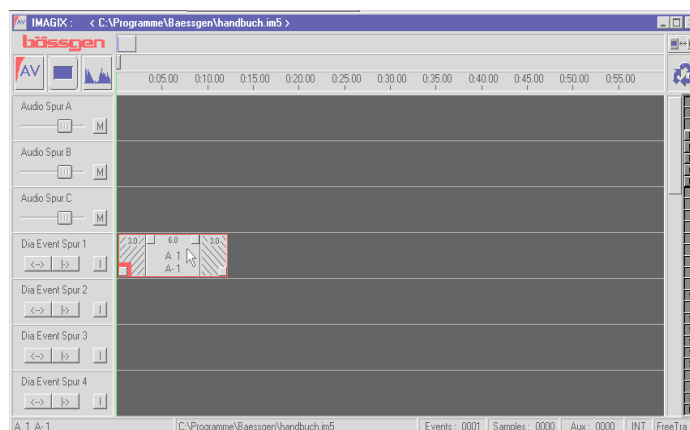 AV IMAGIX : < C:\Programme\Baessgen\handbuch.im5 >
bässgen
AV
0:05.00 0:10.00 0:15.00 0:20.00 0:25.00 0:30.00 0:35.00 0:40.00 0:45.00 0:50.00 0:55.00
Audio Spur A
M
Audio Spur B
M
Audio Spur C
M
Dia Event Spur 1
3.0 6.0 3.0
A 1
A-1
<--> |-> I
Dia Event Spur 2
<--> |-> I
Dia Event Spur 3
<--> |-> I
Dia Event Spur 4
<--> |-> I
A 1 A-1 C:\Programme\Baessgen\handbuch.im5 Events : 0001 Samples : 0000 Aux : 0000 INT FreeTra